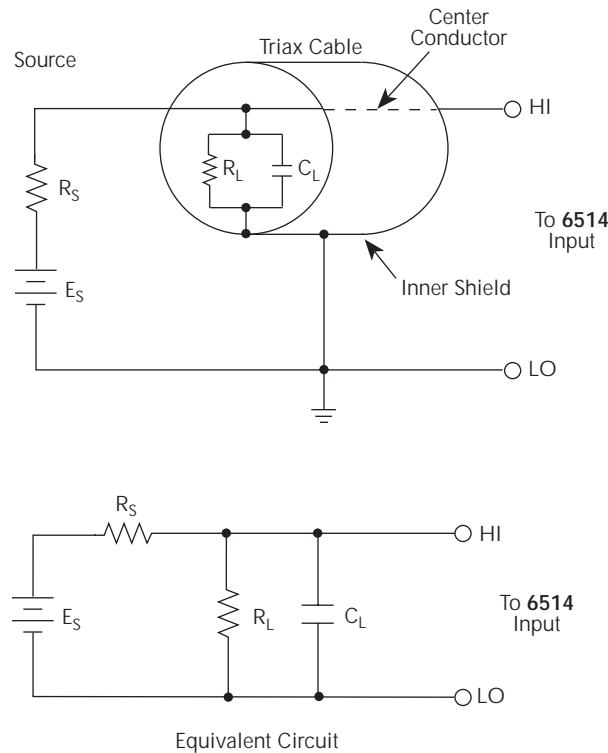 Triax Cable
Center
Conductor
Source
HI
R_L
C_L
R_S
To 6514
Input
Inner Shield
E_S
LO
R_S
HI
E_S
R_L
C_L
To 6514
Input
LO
Equivalent Circuit